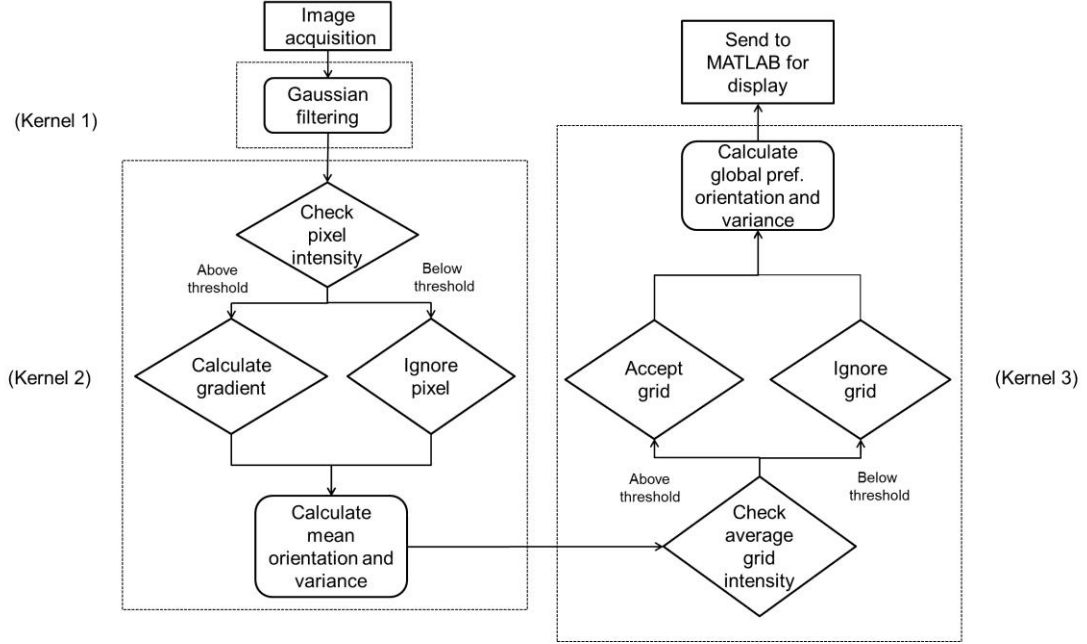 Image
acquisition
(Kernel 1)
Gaussian
filtering
Check
pixel
intensity
Above
threshold
Below
threshold
(Kernel 2)
Calculate
gradient
Ignore
pixel
Calculate
mean
orientation and
variance
Send to
MATLAB for
display
Calculate
global pref.
orientation and
variance
Accept
grid
Ignore
grid
(Kernel 3)
Above
threshold
Below
threshold
Check
average
grid
intensity